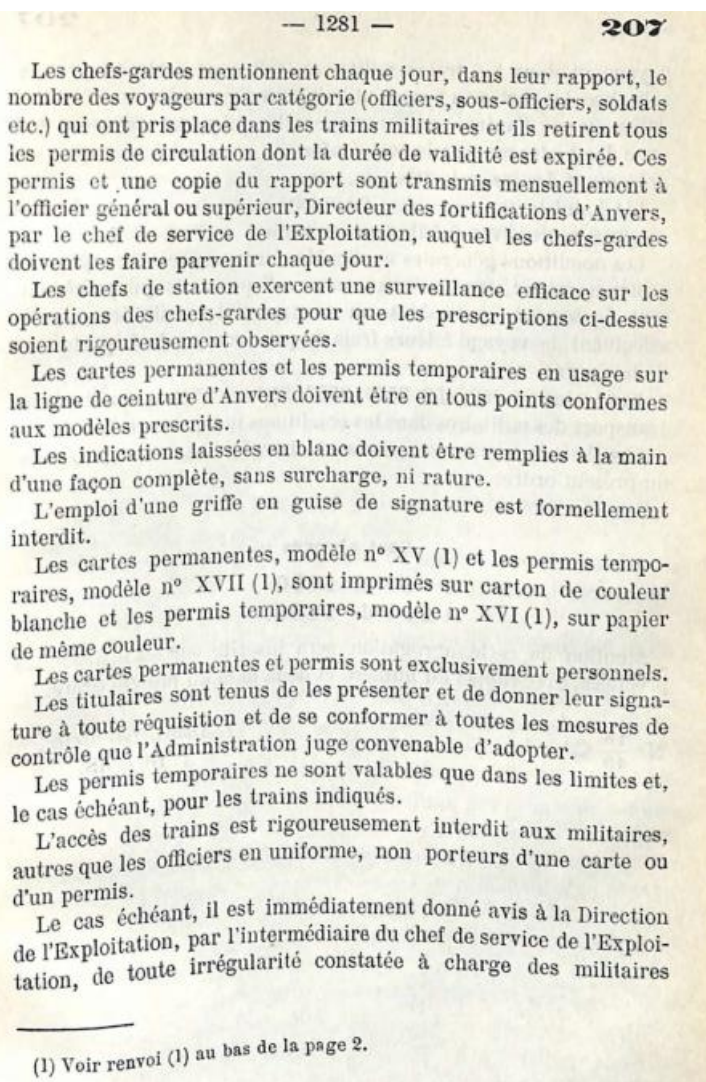 — 1281 — 207
Les chefs-gardes mentionnent chaque jour, dans leur rapport, le
nombre des voyageurs par catégorie (officiers, sous-officiers, soldats
etc.) qui ont pris place dans les trains militaires et ils retirent tous
les permis de circulation dont la durée de validité est expirée. Ces
permis et une copie du rapport sont transmis mensuellement à
l'officier général ou supérieur, Directeur des fortifications d'Anvers,
par le chef de service de l'Exploitation, auquel les chefs-gardes
doivent les faire parvenir chaque jour.
Les chefs de station exercent une surveillance efficace sur les
opérations des chefs-gardes pour que les prescriptions ci-dessus
soient rigoureusement observées.
Les cartes permanentes et les permis temporaires en usage sur
la ligne de ceinture d'Anvers doivent être en tous points conformes
aux modèles prescrits.
Les indications laissées en blanc doivent être remplies à la main
d'une façon complète, sans surcharge, ni rature.
L'emploi d'une griffe en guise de signature est formellement
interdit.
Les cartes permanentes, modèle n° XV (1) et les permis tempo-
raires, modèle n° XVII (1), sont imprimés sur carton de couleur
blanche et les permis temporaires, modèle n° XVI (1), sur papier
de même couleur.
Les cartes permanentes et permis sont exclusivement personnels.
Les titulaires sont tenus de les présenter et de donner leur signa-
ture à toute réquisition et de se conformer à toutes les mesures de
contrôle que l'Administration juge convenable d'adopter.
Les permis temporaires ne sont valables que dans les limites et,
le cas échéant, pour les trains indiqués.
L'accès des trains est rigoureusement interdit aux militaires,
autres que les officiers en uniforme, non porteurs d'une carte ou
d'un permis.
Le cas échéant, il est immédiatement donné avis à la Direction
de l'Exploitation, par l'intermédiaire du chef de service de l'Exploi-
tation, de toute irrégularité constatée à charge des militaires
(1) Voir renvoi (1) au bas de la page 2.